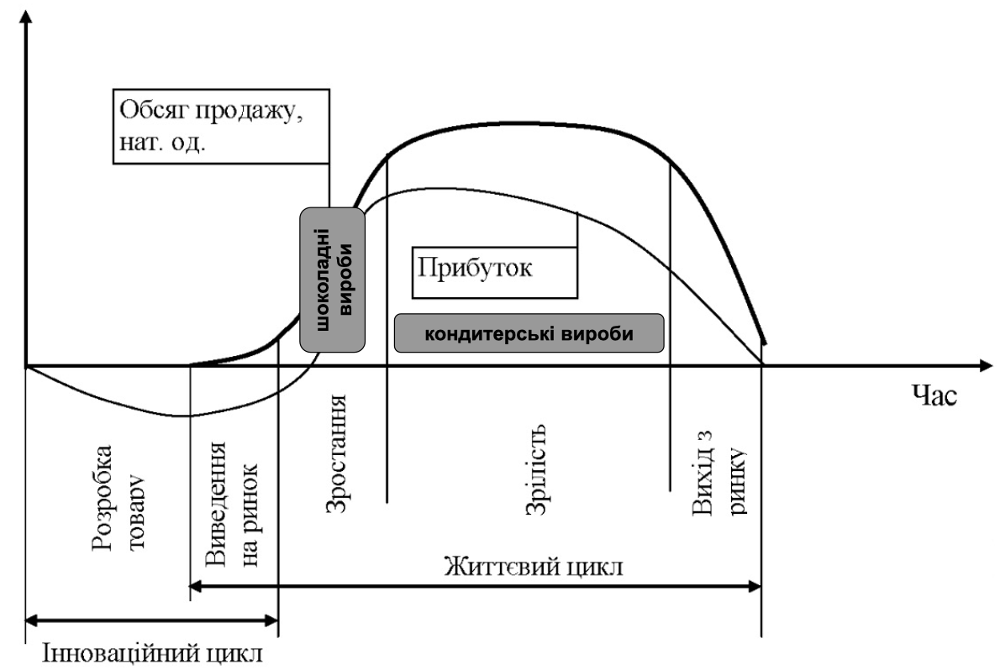 Обсяг продажу,
нат. од.
шоколадні
вироби
Прибуток
кондитерські вироби
Час
Розробка
товару
Виведення
на ринок
Зростання
Зрілість
Вихід з
ринку
Життєвий цикл
Інноваційний цикл